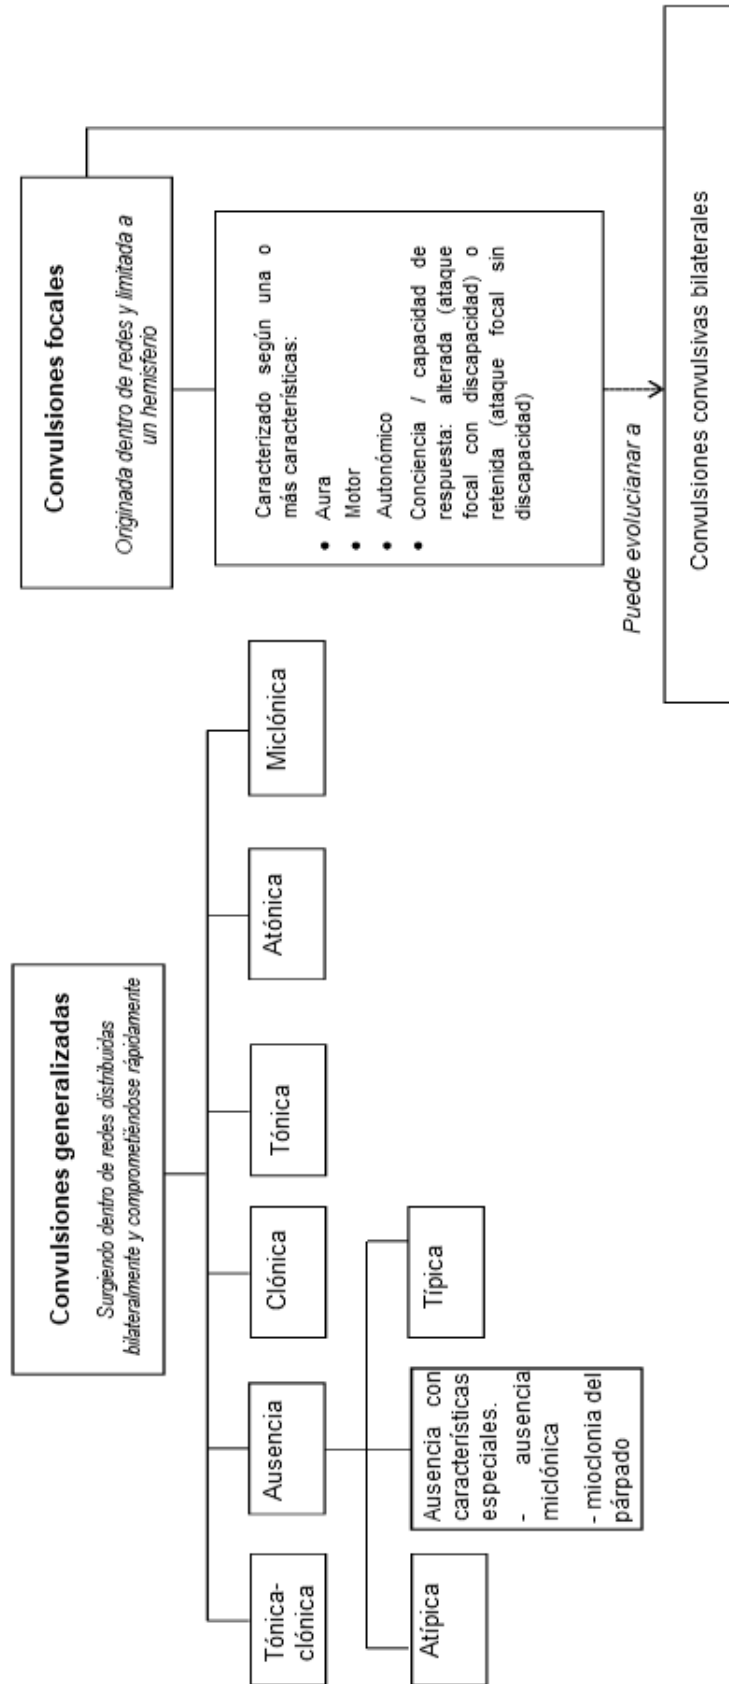 Convulsiones generalizadas
Surgiendo dentro de redes distribuidas
bilateralmente y comprometiéndose rápidamente
Tónica-
clónica
Ausencia
Clónica
Tónica
Atónica
Miclónica
Atípica
Ausencia con
características
especiales.
- ausencia
miclónica
- mioclonia del
párpado
Típica
Convulsiones focales
Originada dentro de redes y limitada a
un hemisferio
Caracterizado según una o
más características:
• Aura
• Motor
• Autonómico
• Conciencia / capacidad de
respuesta: alterada (ataque
focal con discapacidad) o
retenida (ataque focal sin
discapacidad)
Puede evolucianar a
Convulsiones convulsivas bilaterales